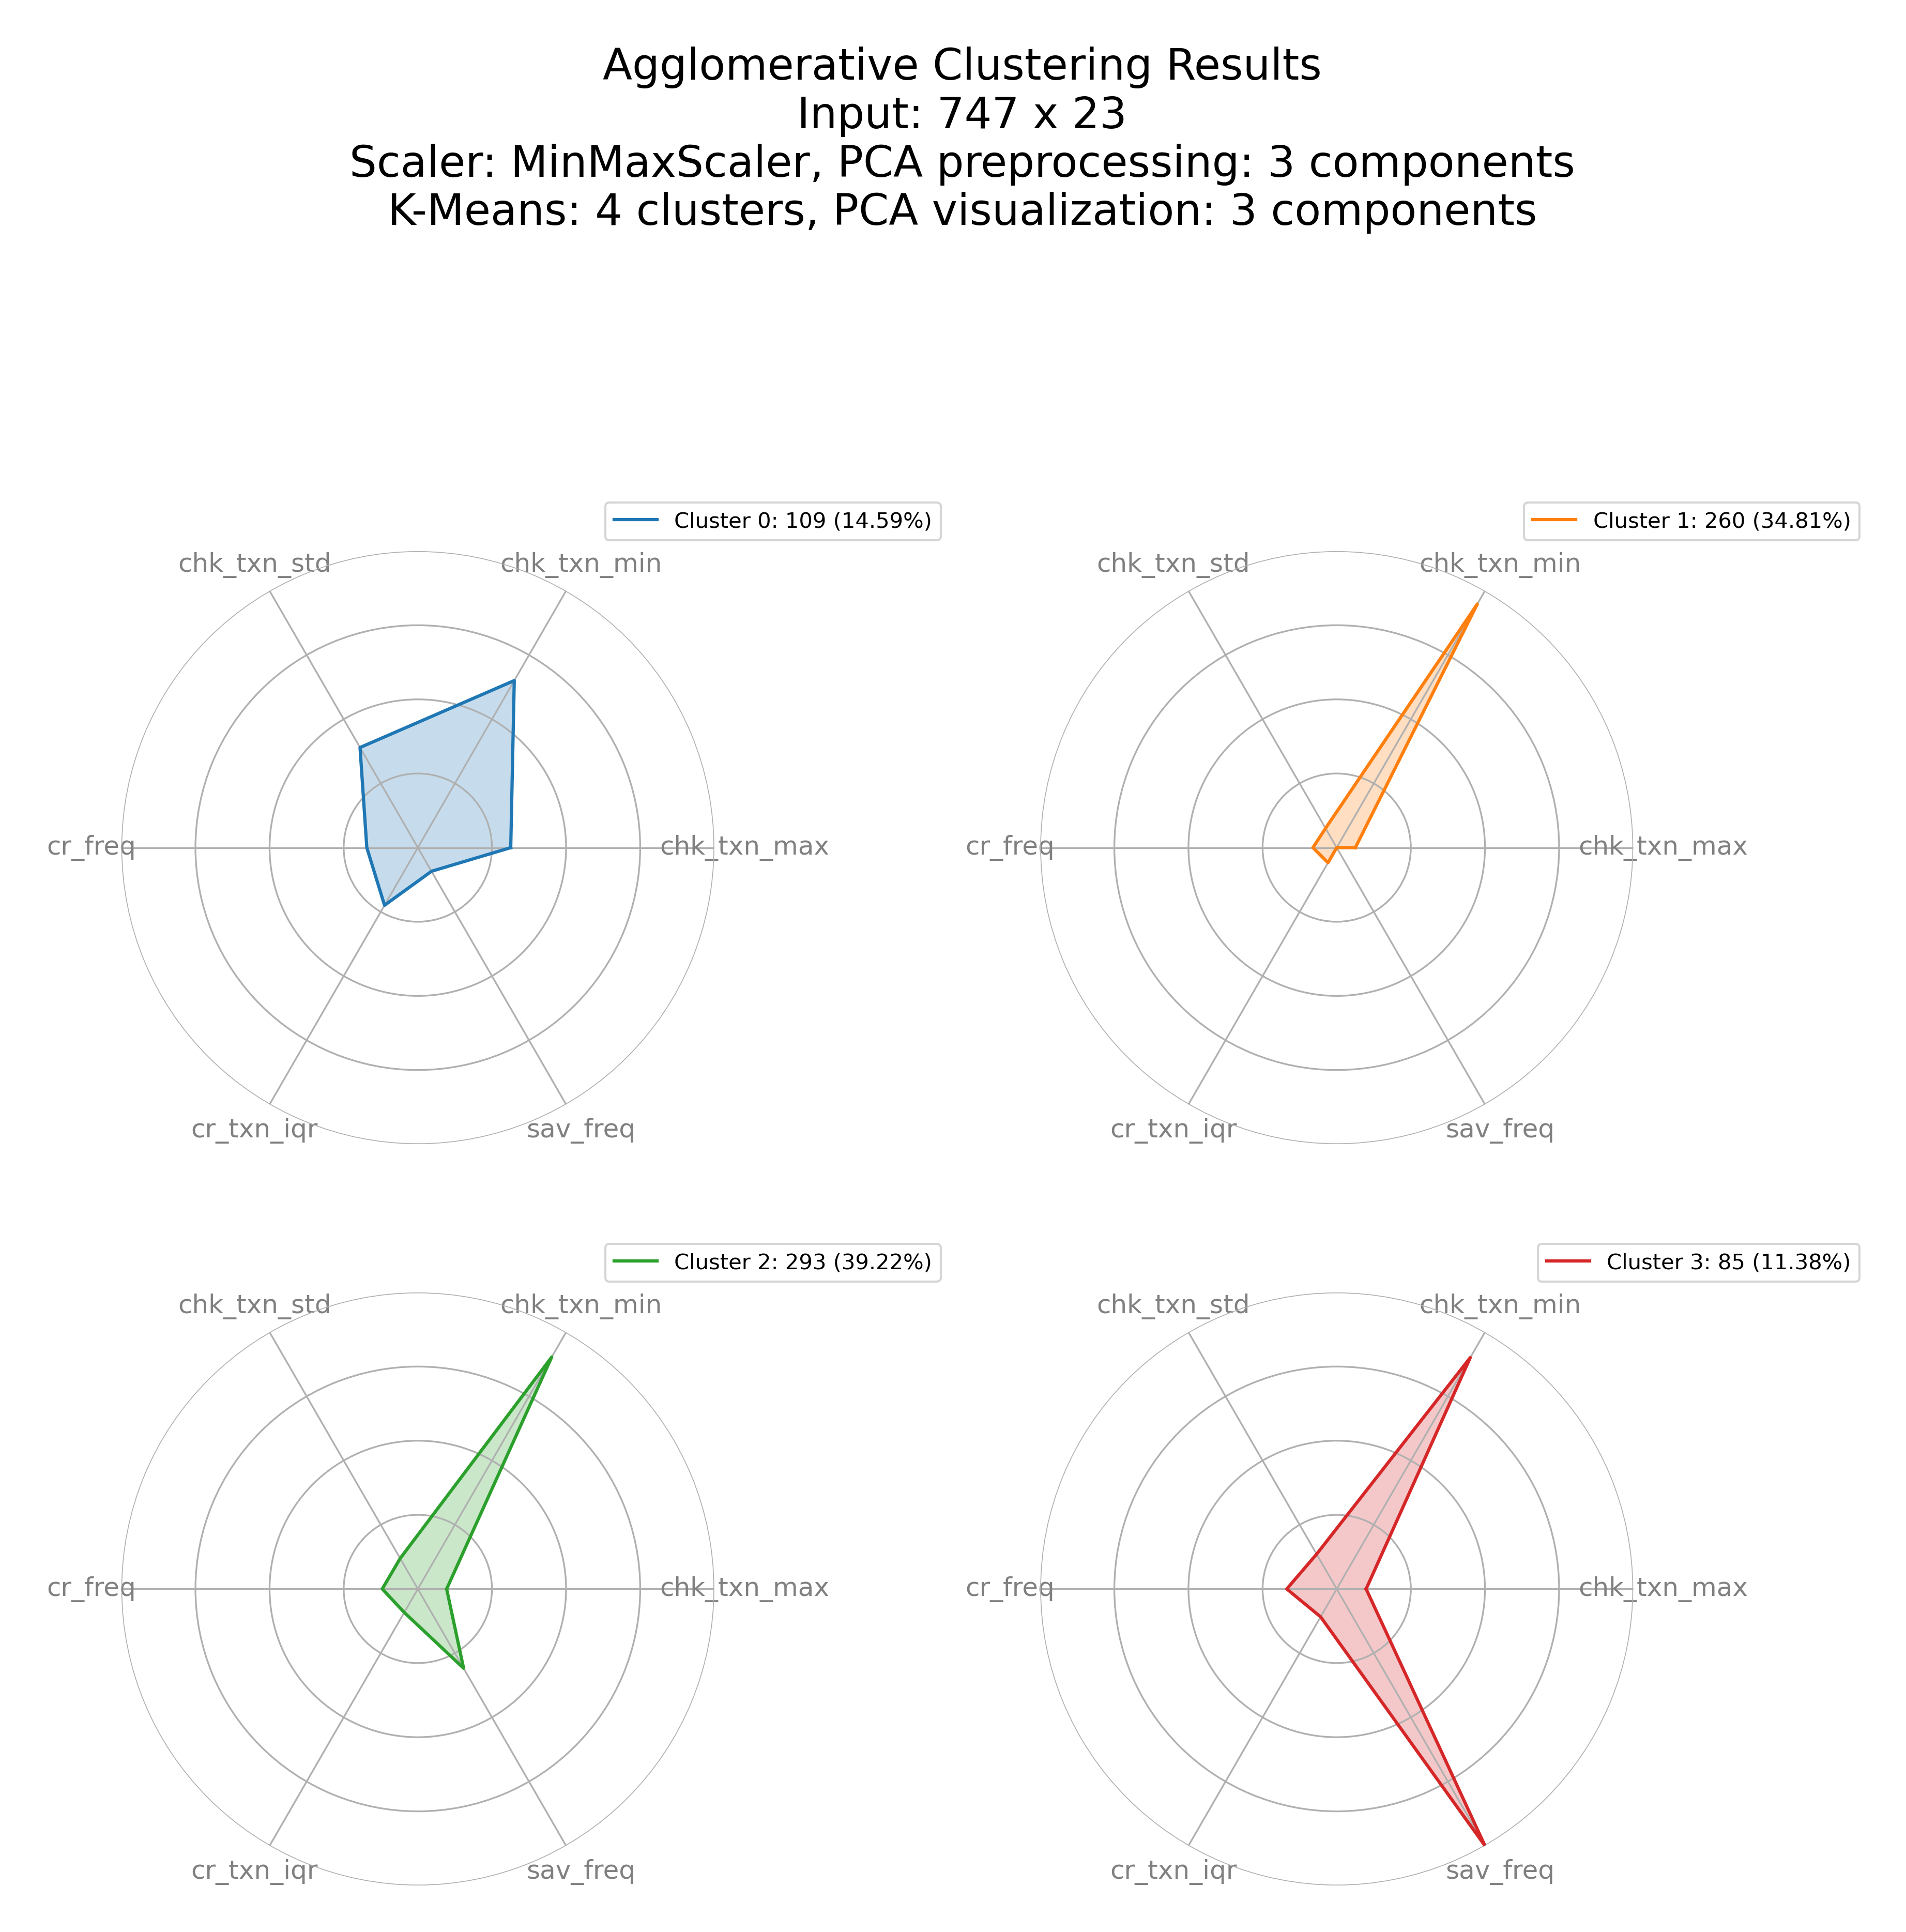 Agglomerative Clustering Results
Input: 747 x 23
Scaler: MinMaxScaler, PCA preprocessing: 3 components
K-Means: 4 clusters, PCA visualization: 3 components
Cluster 0: 109 (14.59%)
chk_txn_std
chk_txn_min
cr_freq
chk_txn_max
cr_txn_iqr
sav_freq
Cluster 1: 260 (34.81%)
chk_txn_std
chk_txn_min
cr_freq
chk_txn_max
cr_txn_iqr
sav_freq
Cluster 2: 293 (39.22%)
chk_txn_std
chk_txn_min
cr_freq
chk_txn_max
cr_txn_iqr
sav_freq
Cluster 3: 85 (11.38%)
chk_txn_std
chk_txn_min
cr_freq
chk_txn_max
cr_txn_iqr
sav_freq